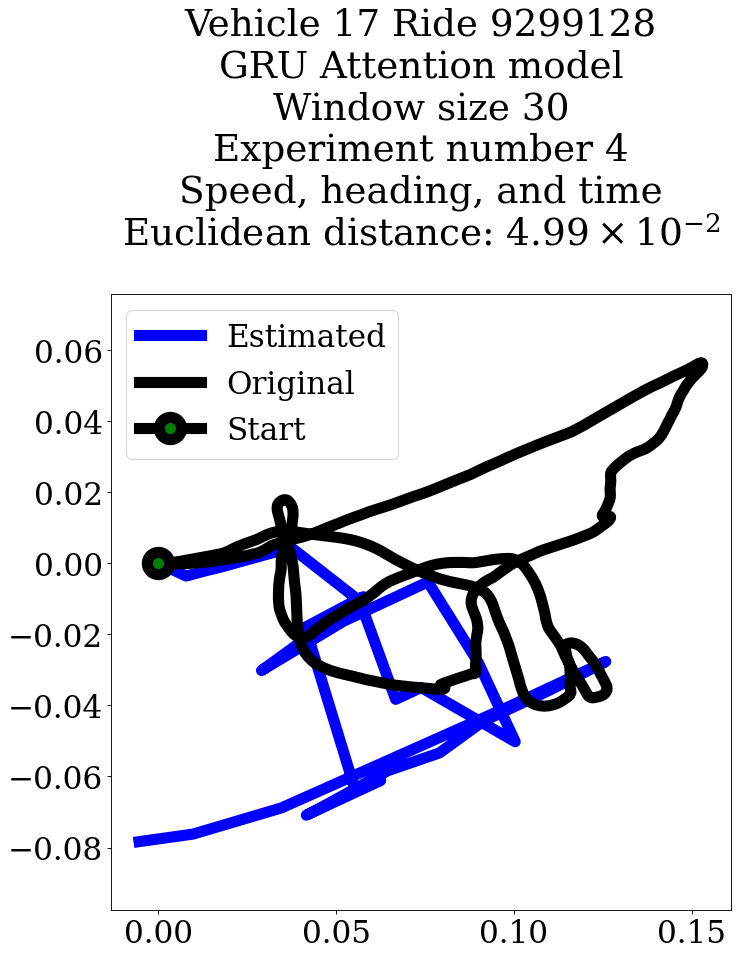 Vehicle 17 Ride 9299128
GRU Attention model
Window size 30
Experiment number 4
Speed, heading, and time
Euclidean distance: 4.99 × 10⁻²
Estimated
Original
Start
0.06
0.04
0.02
0.00
−0.02
−0.04
−0.06
−0.08
0.00 0.05 0.10 0.15